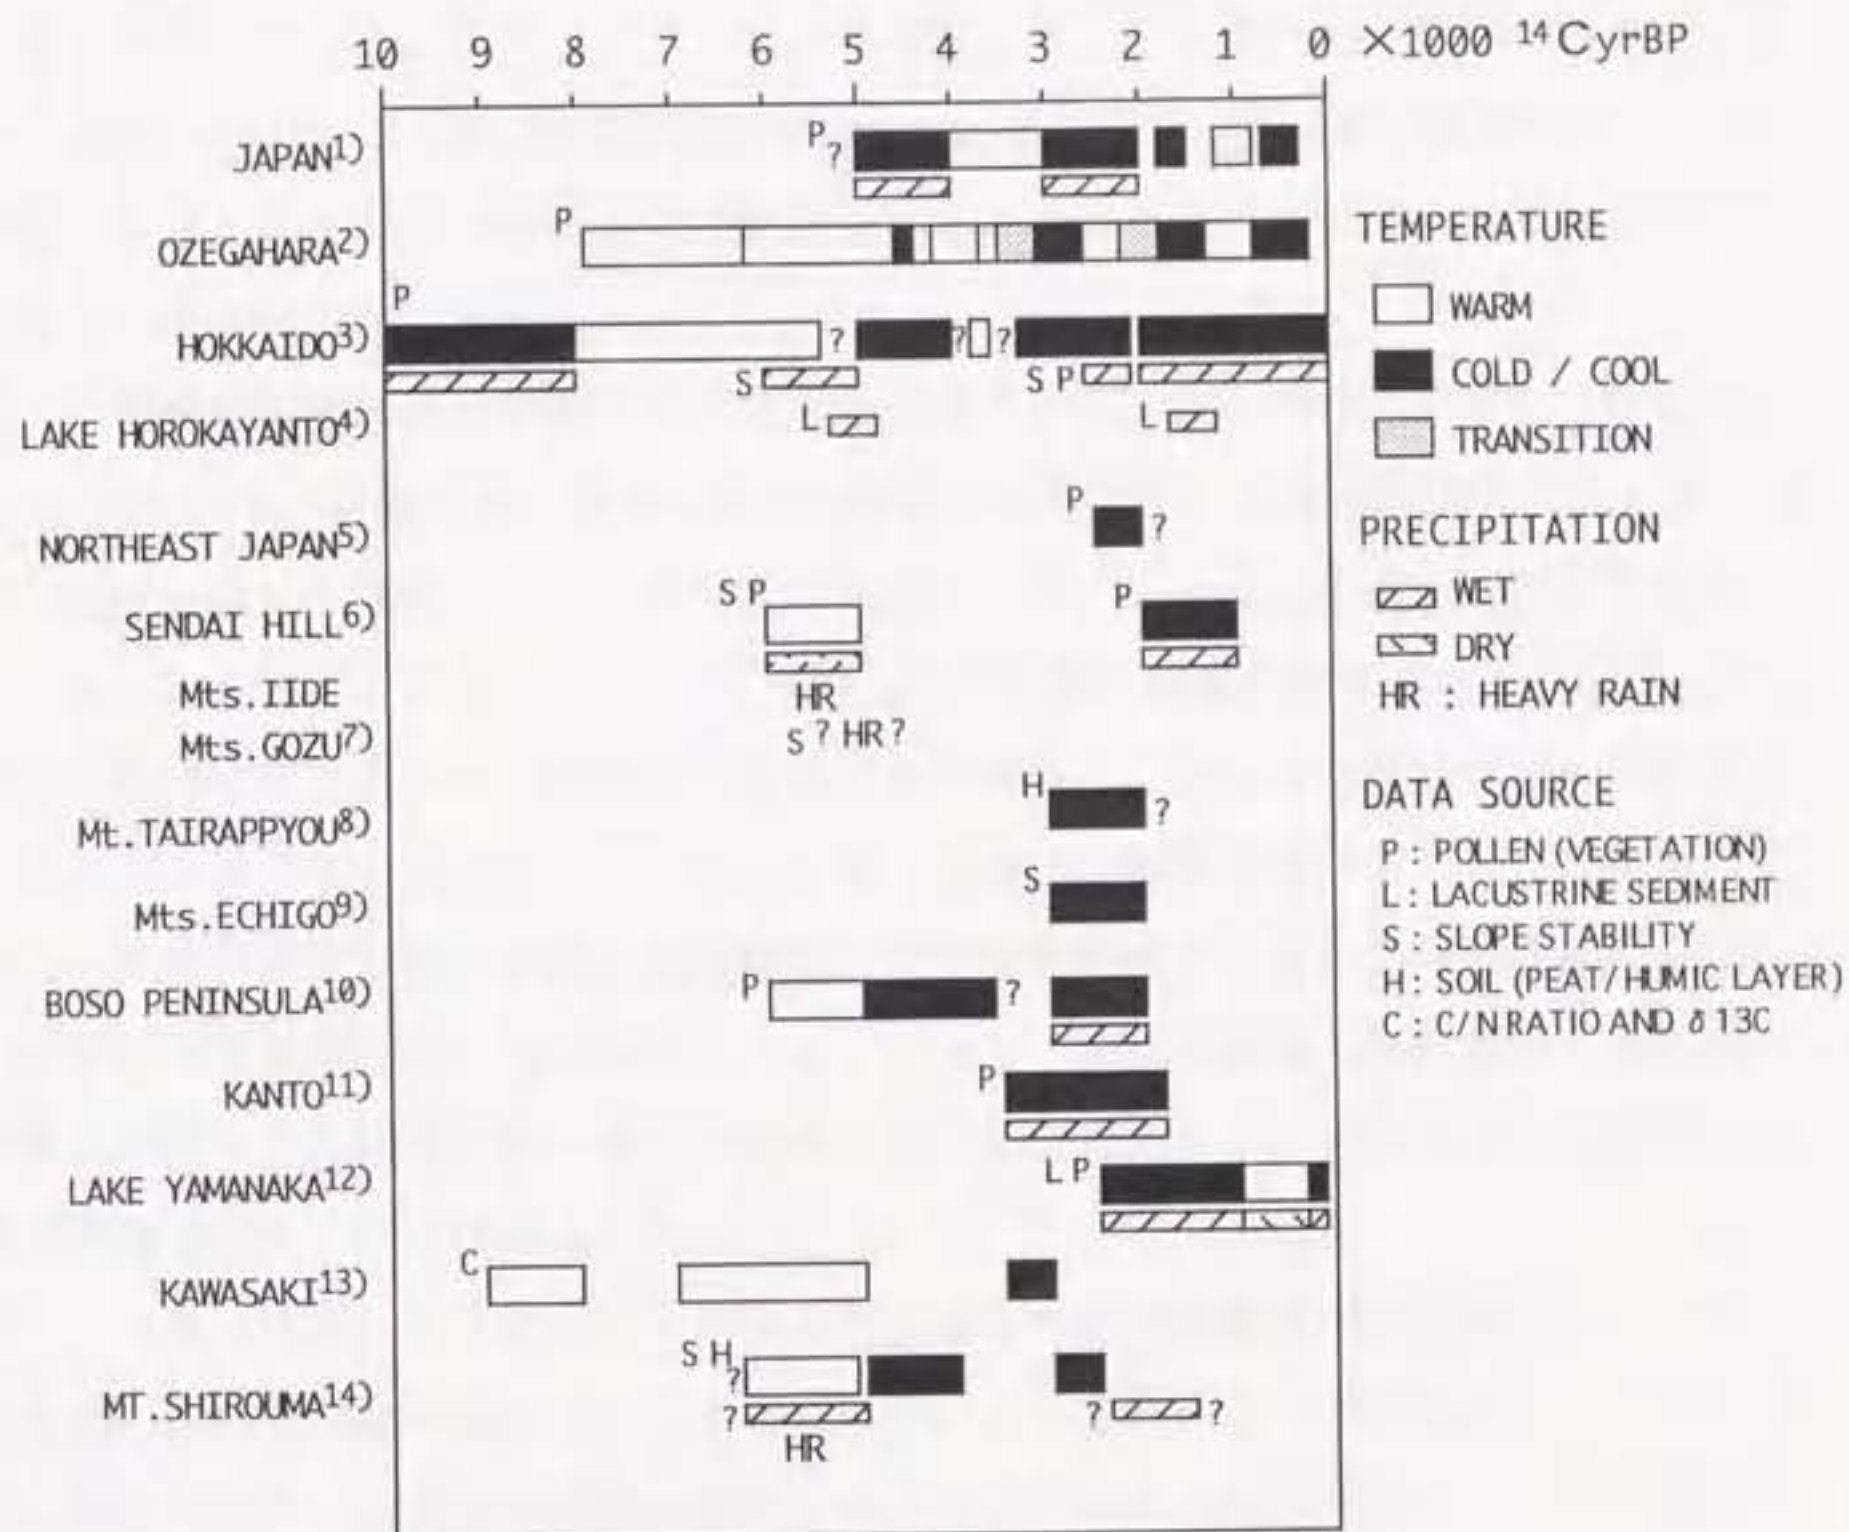 10 9 8 7 6 5 4 3 2 1 0 ×1000 ¹⁴CyrBP
JAPAN¹⁾ P ?
OZEGAHARA²⁾ P
P
HOKKAIDO³⁾ ? ? ?
S S P
LAKE HOROKAYANTO⁴⁾ L L
P
NORTHEAST JAPAN⁵⁾ ?
S P P
SENDAI HILL⁶⁾
Mts.IIDE HR
Mts.GOZU⁷⁾ S ? HR ?
H
Mt.TAIRAPPYOU⁸⁾ ?
S
Mts.ECHIGO⁹⁾
BOSO PENINSULA¹⁰⁾ P ?
KANTO¹¹⁾ P
LAKE YAMANAKA¹²⁾ L P
C
KAWASAKI¹³⁾
S H ?
MT.SHIROUMA¹⁴⁾ ? ? ?
HR
TEMPERATURE
WARM
COLD / COOL
TRANSITION
PRECIPITATION
WET
DRY
HR : HEAVY RAIN
DATA SOURCE
P : POLLEN (VEGETATION)
L : LACUSTRINE SEDIMENT
S : SLOPE STABILITY
H : SOIL (PEAT/HUMIC LAYER)
C : C/N RATIO AND δ 13C